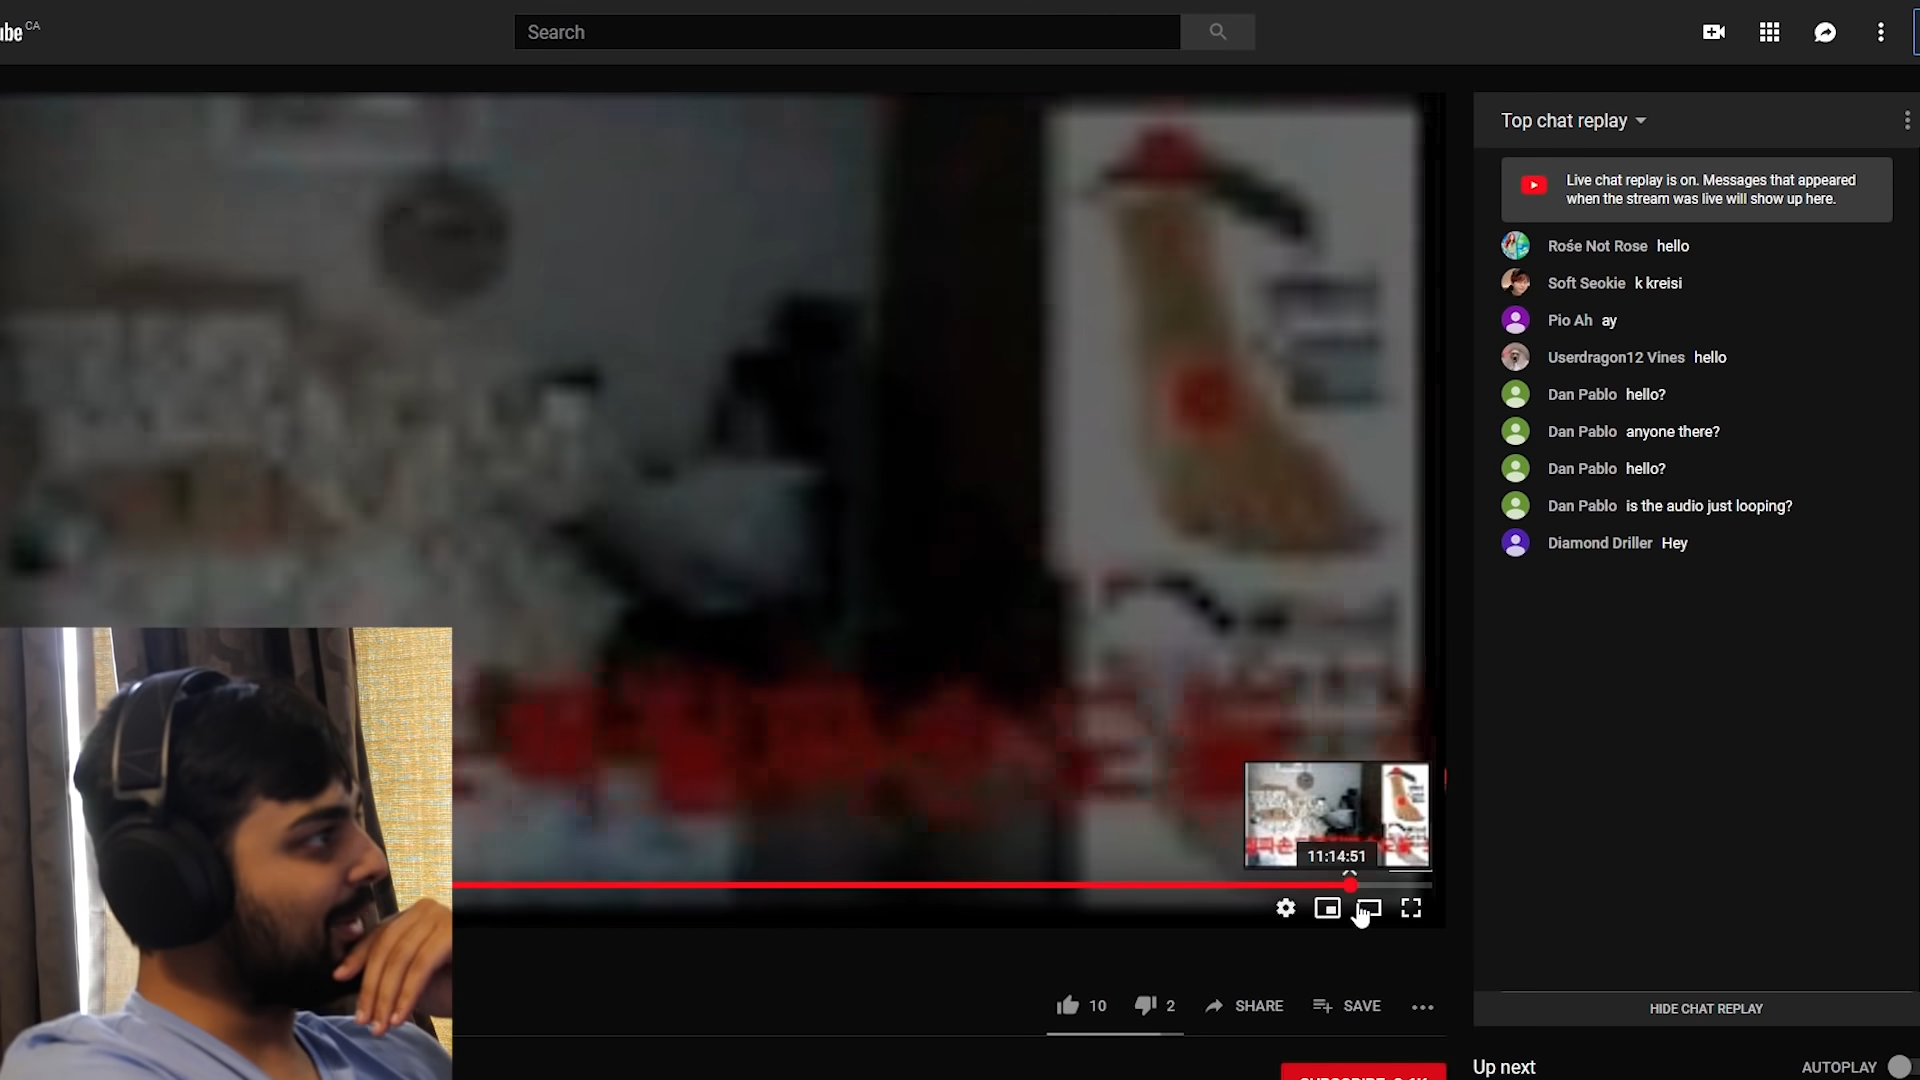 ube CA
Search
Top chat replay
Live chat replay is on. Messages that appeared
when the stream was live will show up here.
Rośe Not Rose hello
Soft Seokie k kreisi
Pio Ah ay
Userdragon12 Vines hello
Dan Pablo hello?
Dan Pablo anyone there?
Dan Pablo hello?
Dan Pablo is the audio just looping?
Diamond Driller Hey
11:14:51
10
2
SHARE
SAVE
HIDE CHAT REPLAY
Up next
AUTOPLAY